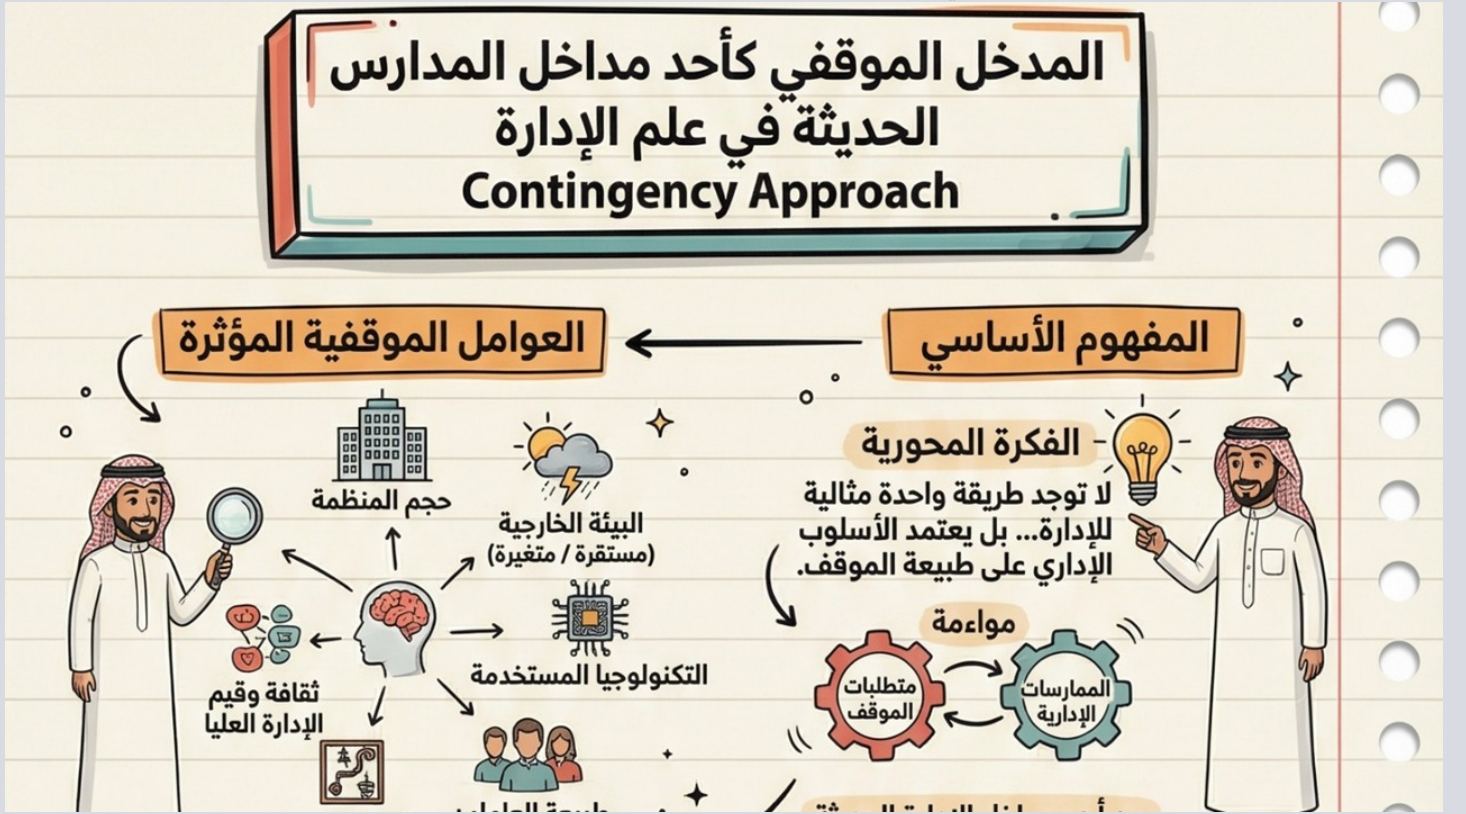 المدخل الموقفي كأحد مداخل المدارس
الحديثة في علم الإدارة
Contingency Approach
المفهوم الأساسي
الفكرة المحورية
لا توجد طريقة واحدة مثالية
للإدارة... بل يعتمد الأسلوب
الإداري على طبيعة الموقف.
مواءمة
الممارسات
الإدارية
متطلبات
الموقف
العوامل الموقفية المؤثرة
حجم المنظمة
البيئة الخارجية
(مستقرة / متغيرة)
التكنولوجيا المستخدمة
ثقافة وقيم
الإدارة العليا